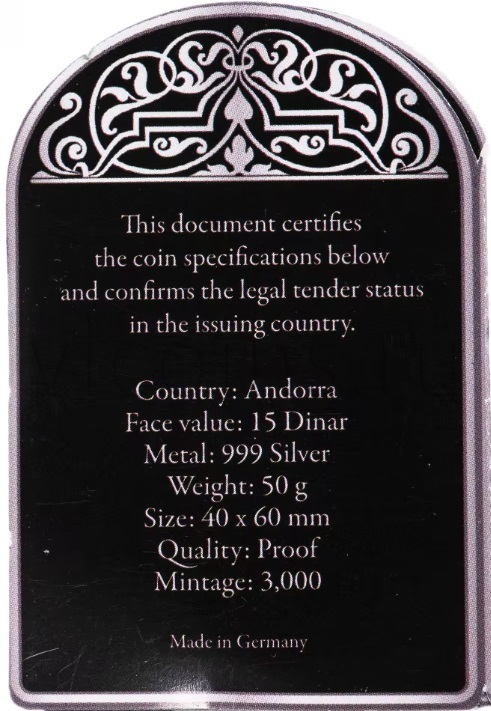 This document certifies
the coin specifications below
and confirms the legal tender status
in the issuing country.
Country: Andorra
Face value: 15 Dinar
Metal: 999 Silver
Weight: 50 g
Size: 40 x 60 mm
Quality: Proof
Mintage: 3,000
Made in Germany